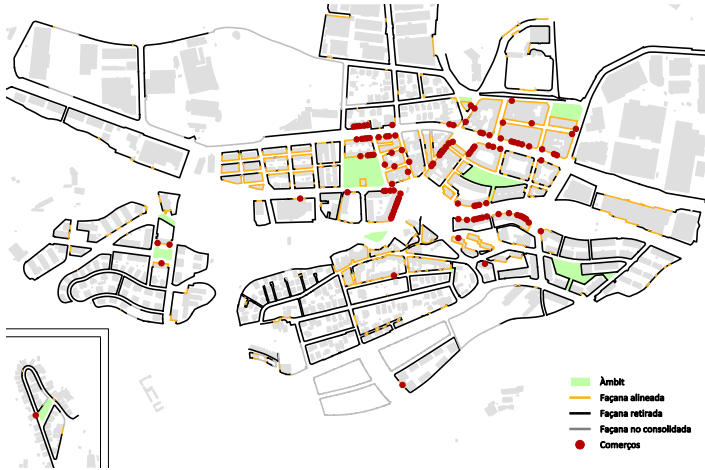 Àmbit
Façana alineada
Façana retirada
Façana no consolidada
Comerços